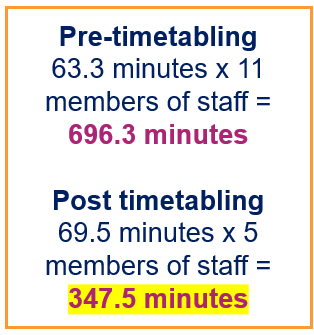 Pre-timetabling
63.3 minutes x 11
members of staff =
696.3 minutes
Post timetabling
69.5 minutes x 5
members of staff =
347.5 minutes